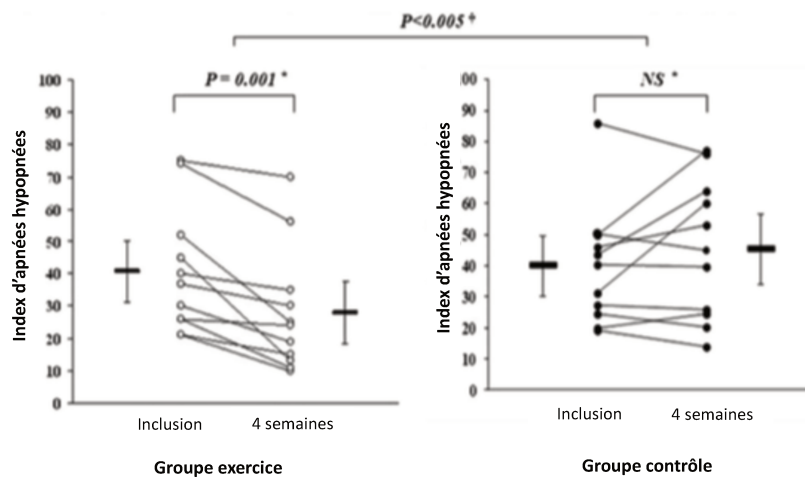 P<0.005 ‡
P = 0.001 *
NS *
Index d’apnées hypopnées
100
90
80
70
60
50
40
30
20
10
0
Inclusion 4 semaines
Groupe exercice
Index d’apnées hypopnées
00
90
80
70
60
50
40
30
20
10
0
Inclusion 4 semaines
Groupe contrôle